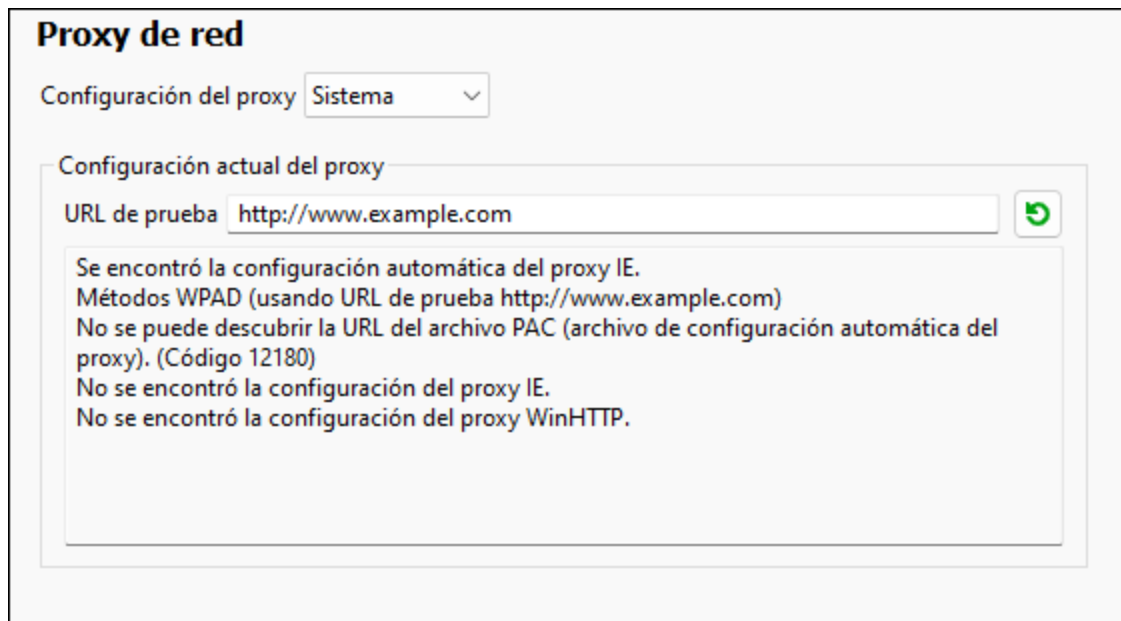 Proxy de red
Configuración del proxy Sistema
Configuración actual del proxy
URL de prueba http://www.example.com
Se encontró la configuración automática del proxy IE.
Métodos WPAD (usando URL de prueba http://www.example.com)
No se puede descubrir la URL del archivo PAC (archivo de configuración automática del
proxy). (Código 12180)
No se encontró la configuración del proxy IE.
No se encontró la configuración del proxy WinHTTP.